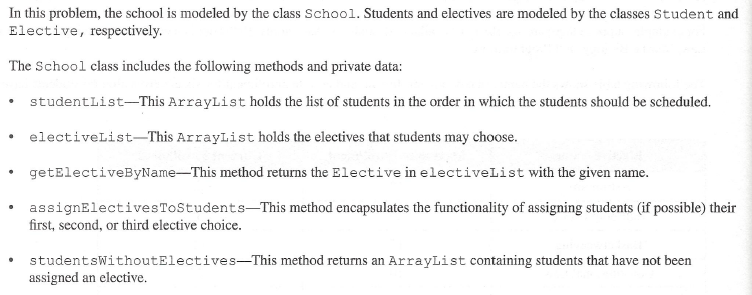 In this problem, the school is modeled by the class School. Students and electives are modeled by the classes Student and
Elective, respectively.
The School class includes the following methods and private data:
• studentList—This ArrayList holds the list of students in the order in which the students should be scheduled.
• electiveList—This ArrayList holds the electives that students may choose.
• getElectiveByName—This method returns the Elective in electiveList with the given name.
• assignElectivesToStudents—This method encapsulates the functionality of assigning students (if possible) their
first, second, or third elective choice.
• studentsWithoutElectives—This method returns an ArrayList containing students that have not been
assigned an elective.